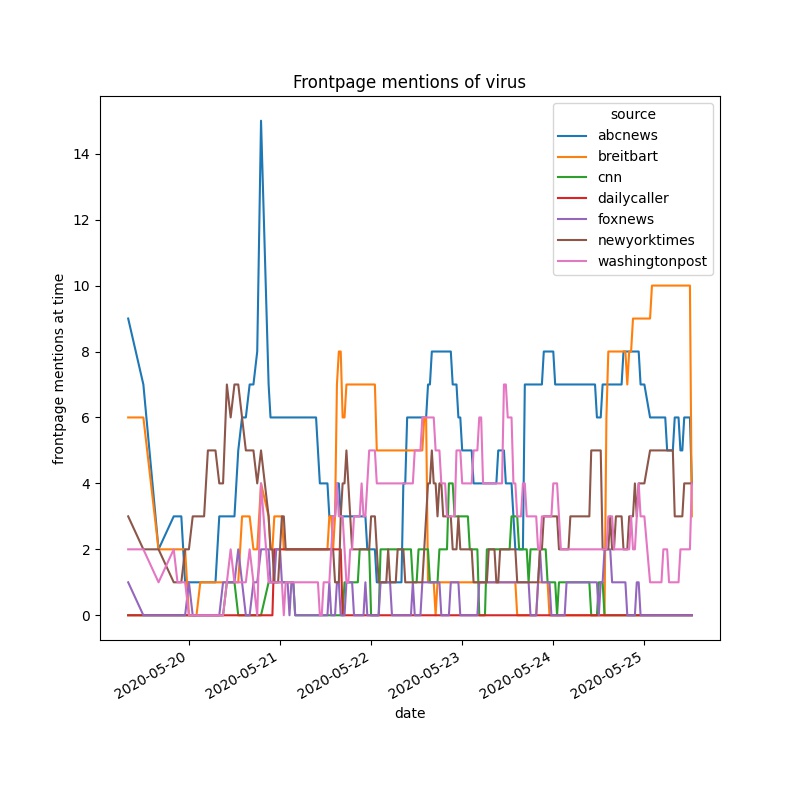 Frontpage mentions of virus
source
abcnews
breitbart
cnn
dailycaller
foxnews
newyorktimes
washingtonpost
frontpage mentions at time
14
12
10
8
6
4
2
0
2020-05-20
2020-05-21
2020-05-22
2020-05-23
2020-05-24
2020-05-25
date